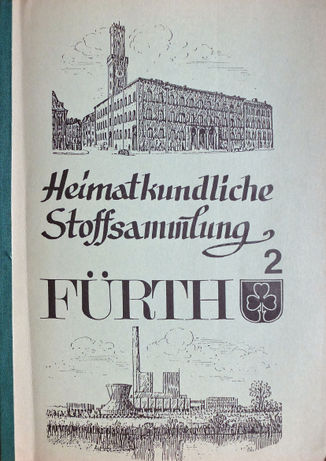 Heimatkundliche
Stoffsammlung
2
FÜRTH